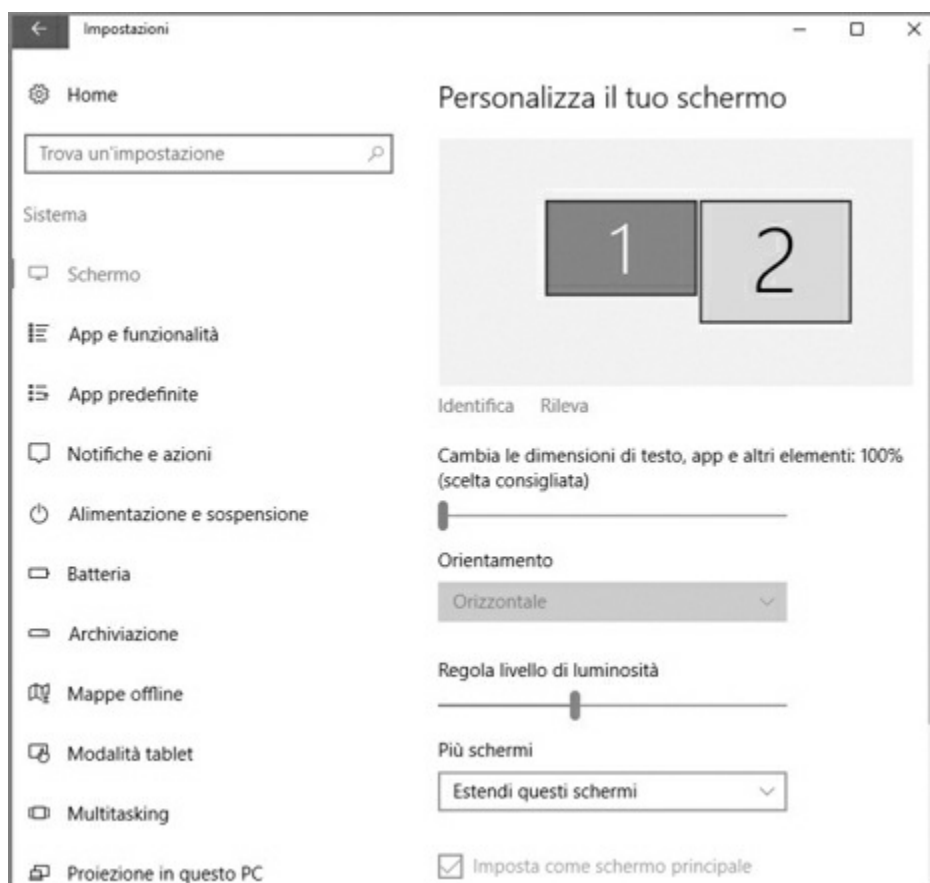 Impostazioni
Home
Trova un'impostazione
Sistema
Schermo
App e funzionalità
App predefinite
Notifiche e azioni
Alimentazione e sospensione
Batteria
Archiviazione
Mappe offline
Modalità tablet
Multitasking
Proiezione in questo PC
Personalizza il tuo schermo
1
2
Identifica Rileva
Cambia le dimensioni di testo, app e altri elementi: 100%
(scelta consigliata)
Orientamento
Orizzontale
Regola livello di luminosità
Più schermi
Estendi questi schermi
Imposta come schermo principale